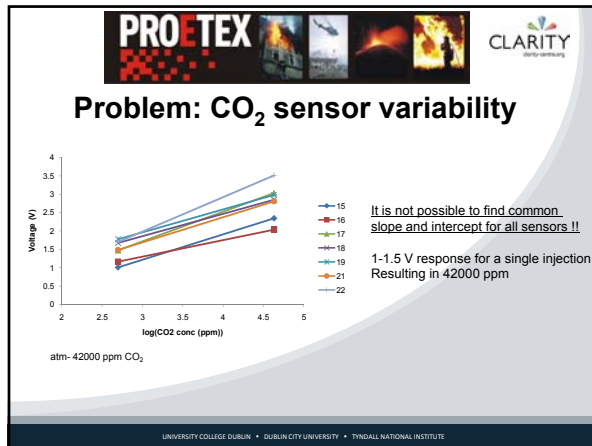 PROETEX
CLARITY
clarity-centre.org
Problem: CO2 sensor variability
4
3.5
3
2.5
2
1.5
1
0.5
0
Voltage (V)
2
2.5
3
3.5
4
4.5
5
log(CO2 conc (ppm))
15
16
17
18
19
21
22
atm- 42000 ppm CO2
It is not possible to find common
slope and intercept for all sensors !!
1-1.5 V response for a single injection
Resulting in 42000 ppm
UNIVERSITY COLLEGE DUBLIN • DUBLIN CITY UNIVERSITY • TYNDALL NATIONAL INSTITUTE